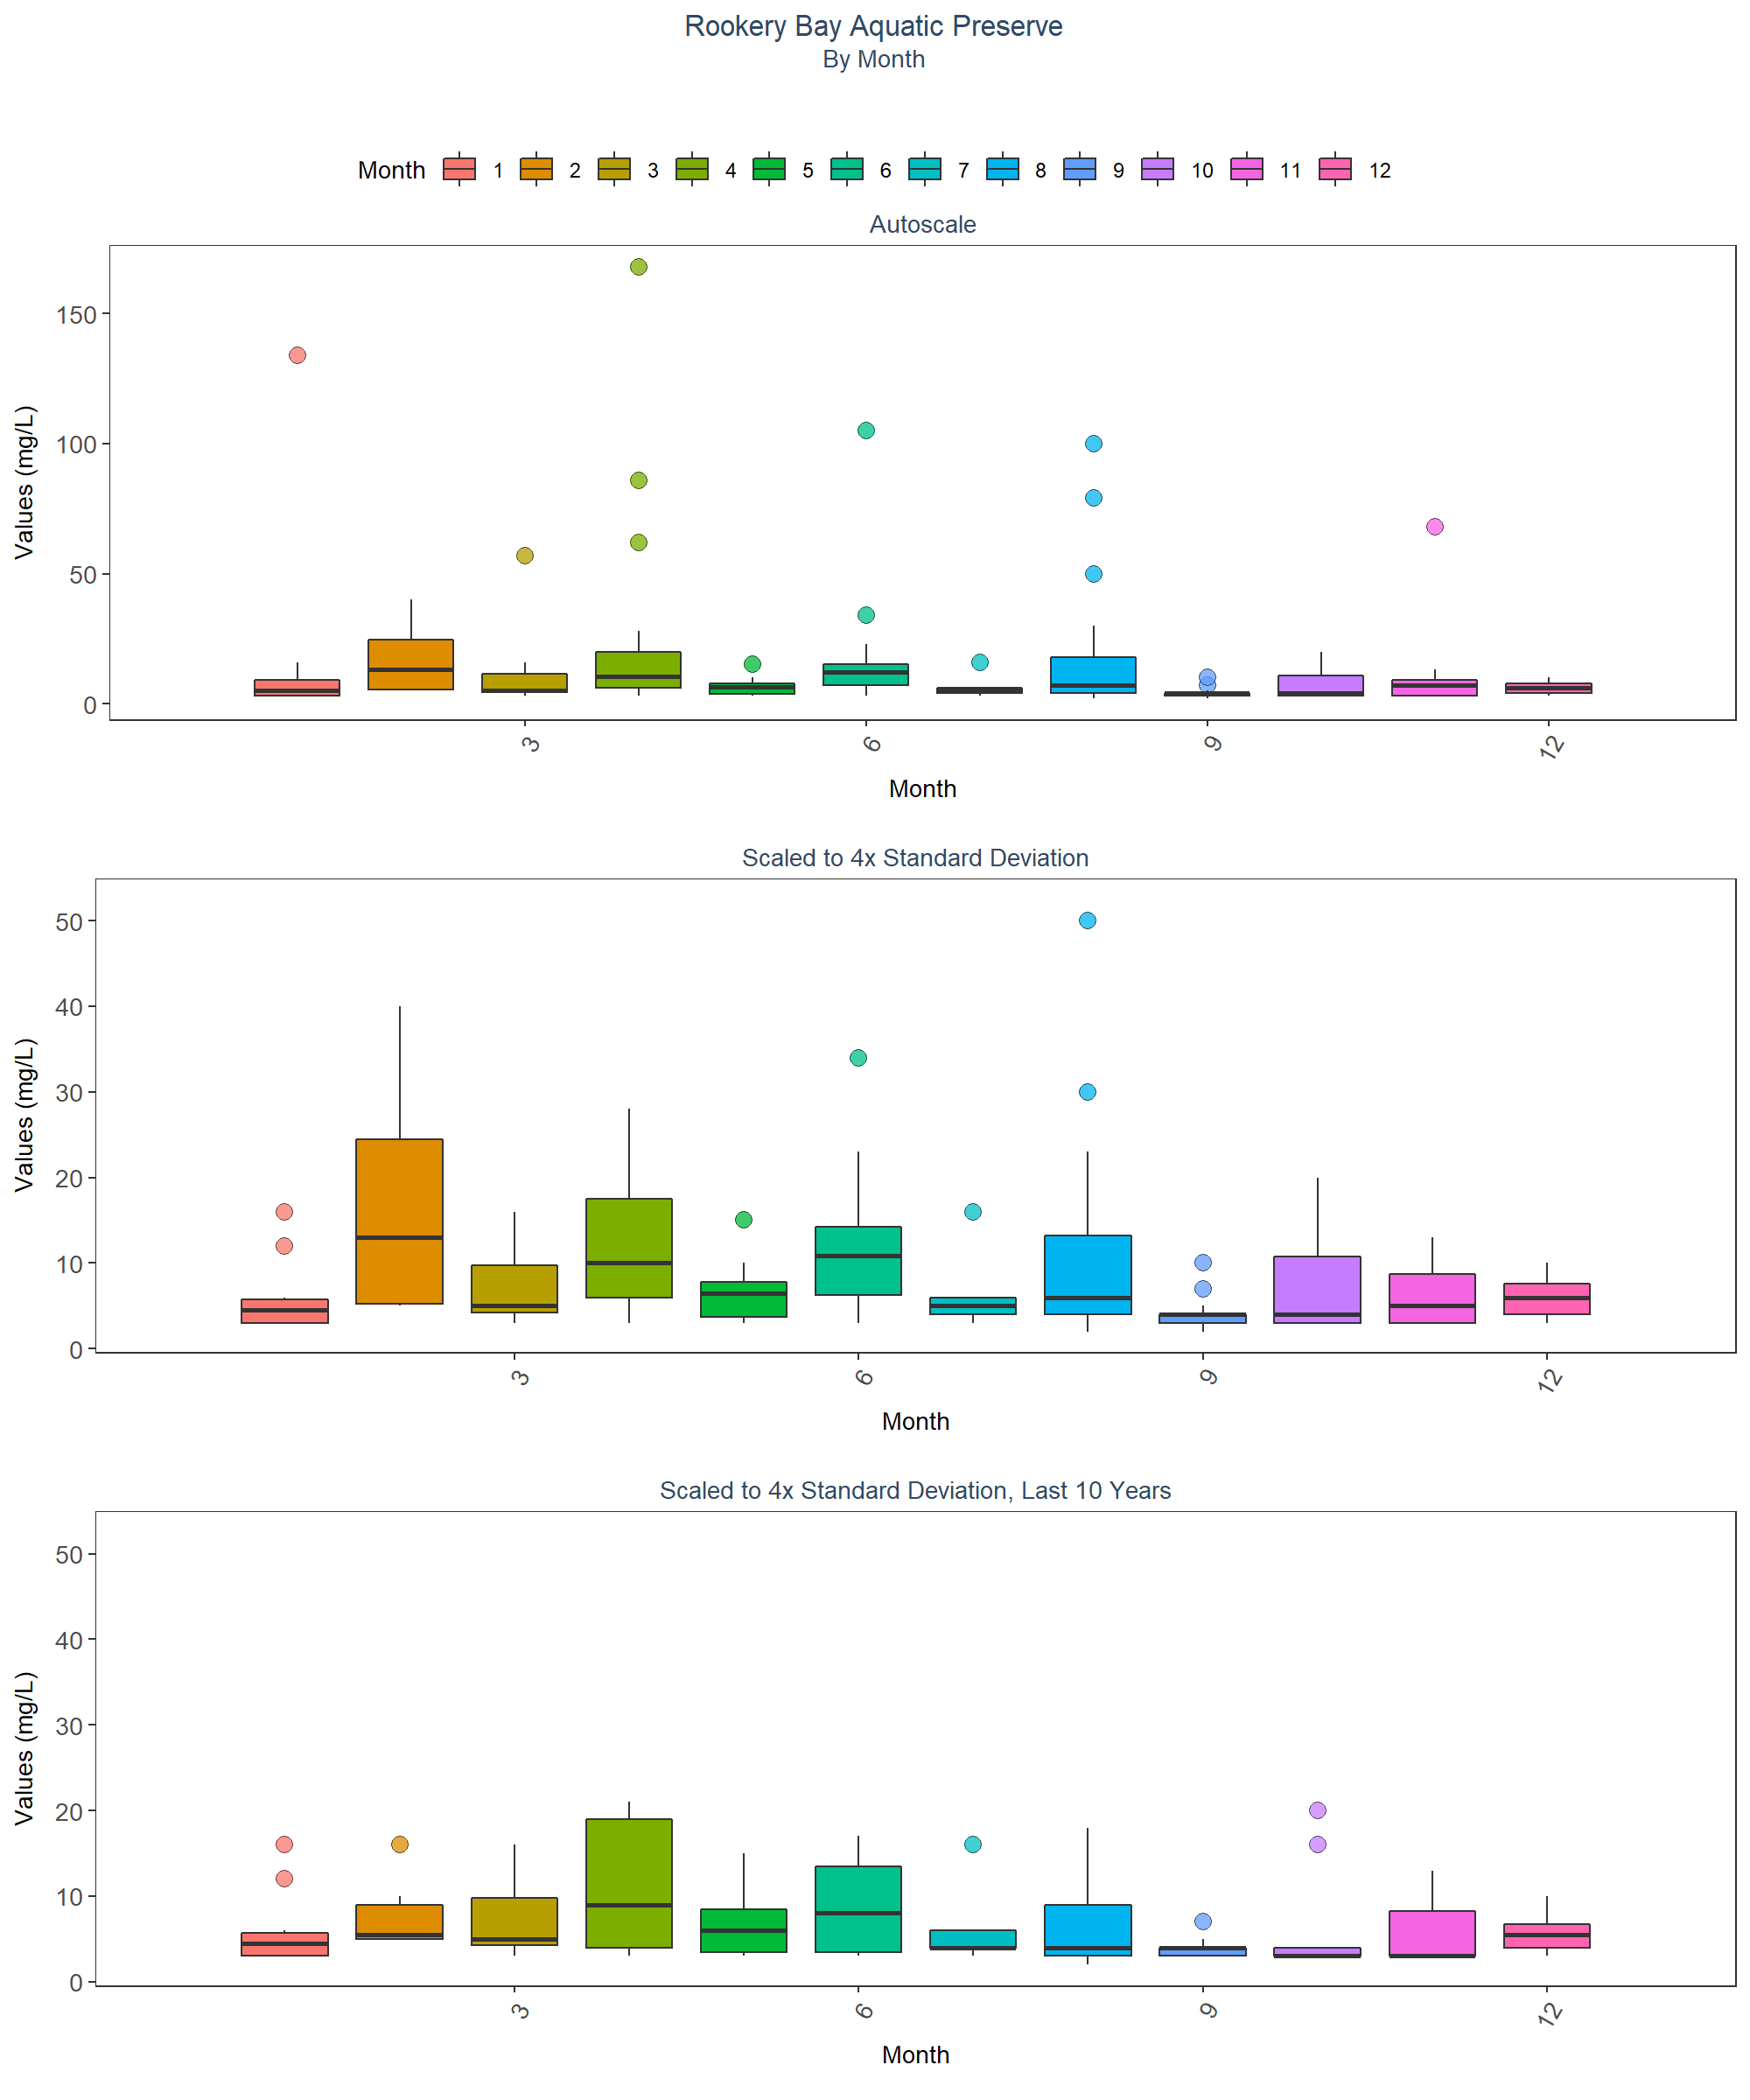 Rookery Bay Aquatic Preserve
By Month
Month 1 2 3 4 5 6 7 8 9 10 11 12
Autoscale
Values (mg/L)
150
100
50
0
3 6 9 12
Month
Scaled to 4x Standard Deviation
Values (mg/L)
50
40
30
20
10
0
3 6 9 12
Month
Scaled to 4x Standard Deviation, Last 10 Years
Values (mg/L)
50
40
30
20
10
0
3 6 9 12
Month